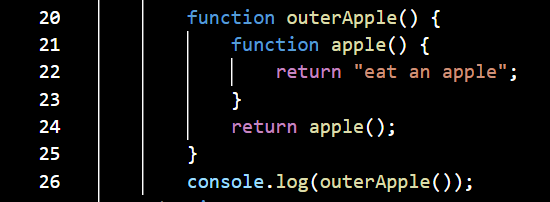 20 function outerApple() {
21 function apple() {
22 return "eat an apple";
23 }
24 return apple();
25 }
26 console.log(outerApple());